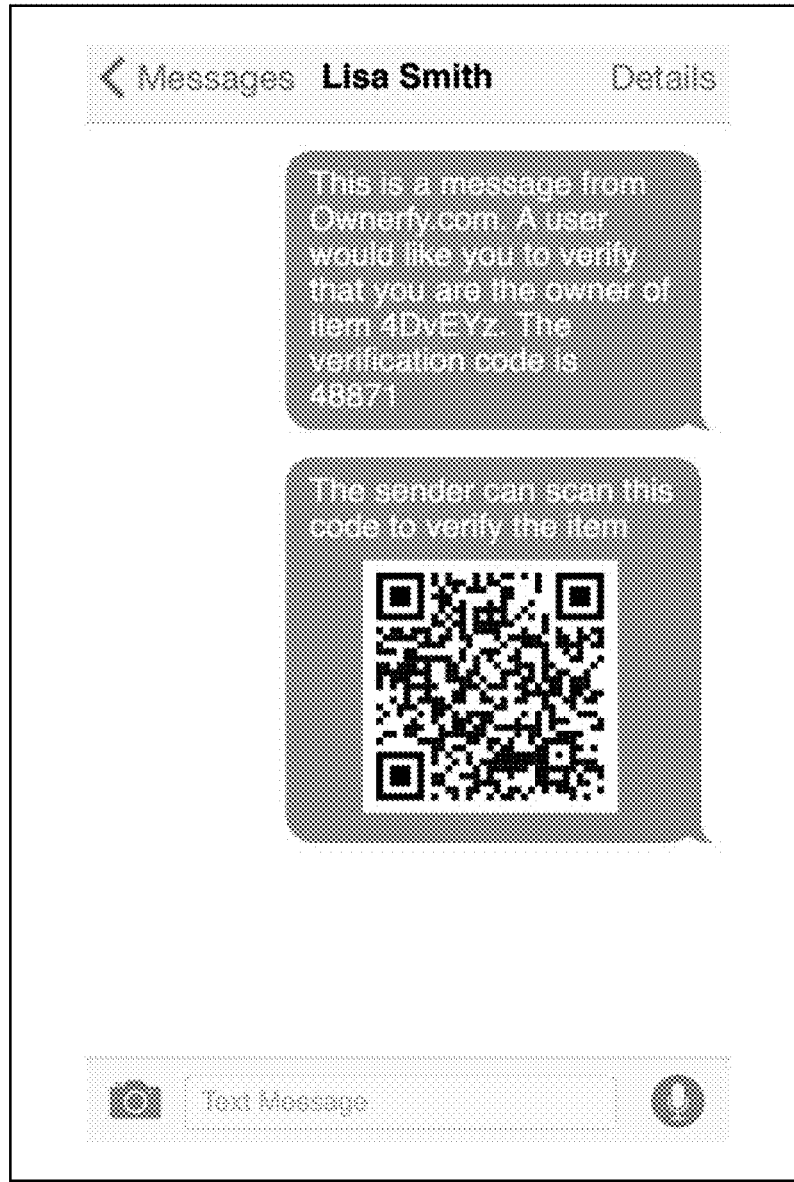 Messages Lisa Smith Details
This is a message from
Ownerfy.com. A user
would like you to verify
that you are the owner of
item 4DvEYz. The
verification code is
48871
The sender can scan this
code to verify the item
Text Message